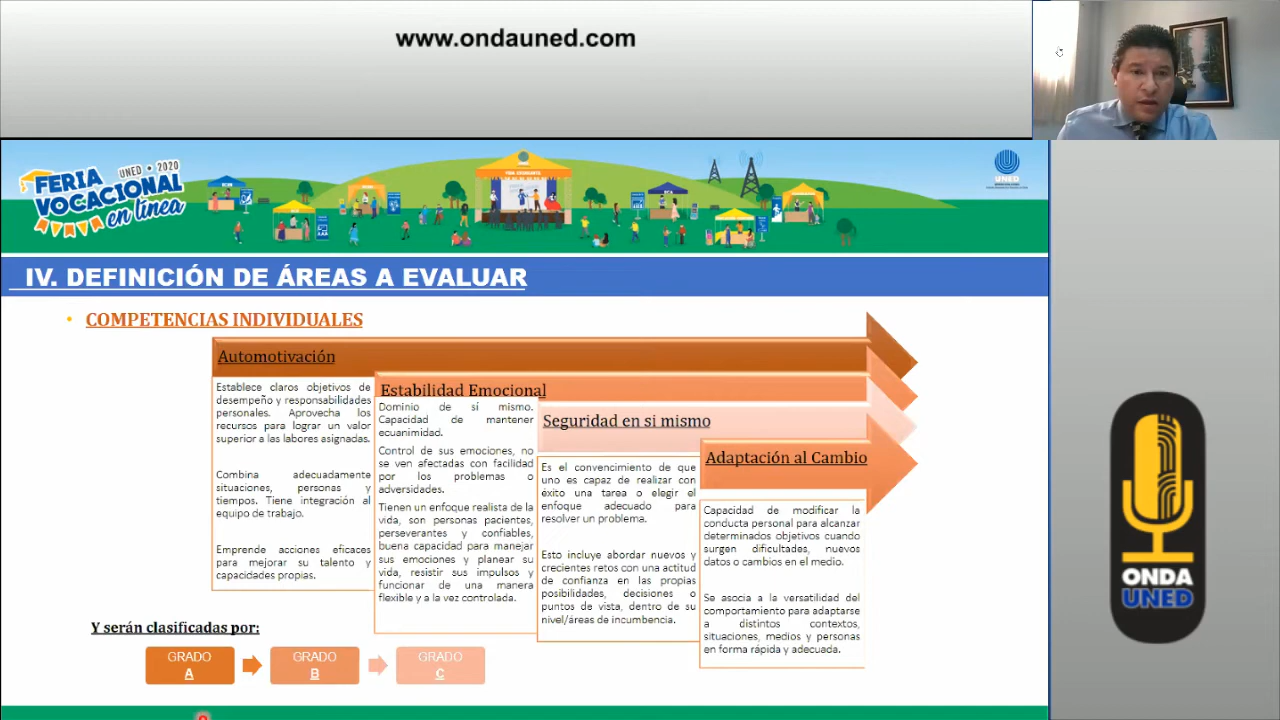 www.ondauned.com
FERIA
UNED • 2020
VOCACIONAL
en línea
UNED
IV. DEFINICIÓN DE ÁREAS A EVALUAR
• COMPETENCIAS INDIVIDUALES
Automotivación
Establece claros objetivos de
desempeño y responsabilidades
personales. Aprovecha los
recursos para lograr un valor
superior a las labores asignadas.
Combina adecuadamente
situaciones, personas y
tiempos. Tiene integración al
equipo de trabajo.
Emprende acciones eficaces
para mejorar su talento y
capacidades propias.
Estabilidad Emocional
Dominio de sí mismo.
Capacidad de mantener
ecuanimidad.
Control de sus emociones, no
se ven afectadas con facilidad
por los problemas o
adversidades.
Tienen un enfoque realista de la
vida, son personas pacientes,
perseverantes y confiables,
buena capacidad para manejar
sus emociones y planear su
vida, resistir sus impulsos y
funcionar de una manera
flexible y a la vez controlada.
Seguridad en si mismo
Es el convencimiento de que
uno es capaz de realizar con
éxito una tarea o elegir el
enfoque adecuado para
resolver un problema.
Esto incluye abordar nuevos y
crecientes retos con una actitud
de confianza en las propias
posibilidades, decisiones o
puntos de vista, dentro de su
nivel/áreas de incumbencia.
Adaptación al Cambio
Capacidad de modificar la
conducta personal para alcanzar
determinados objetivos cuando
surgen dificultades, nuevos
datos o cambios en el medio.
Se asocia a la versatilidad del
comportamiento para adaptarse
a distintos contextos,
situaciones, medios y personas
en forma rápida y adecuada.
Y serán clasificadas por:
GRADO
A
GRADO
B
GRADO
C
ONDA
UNED